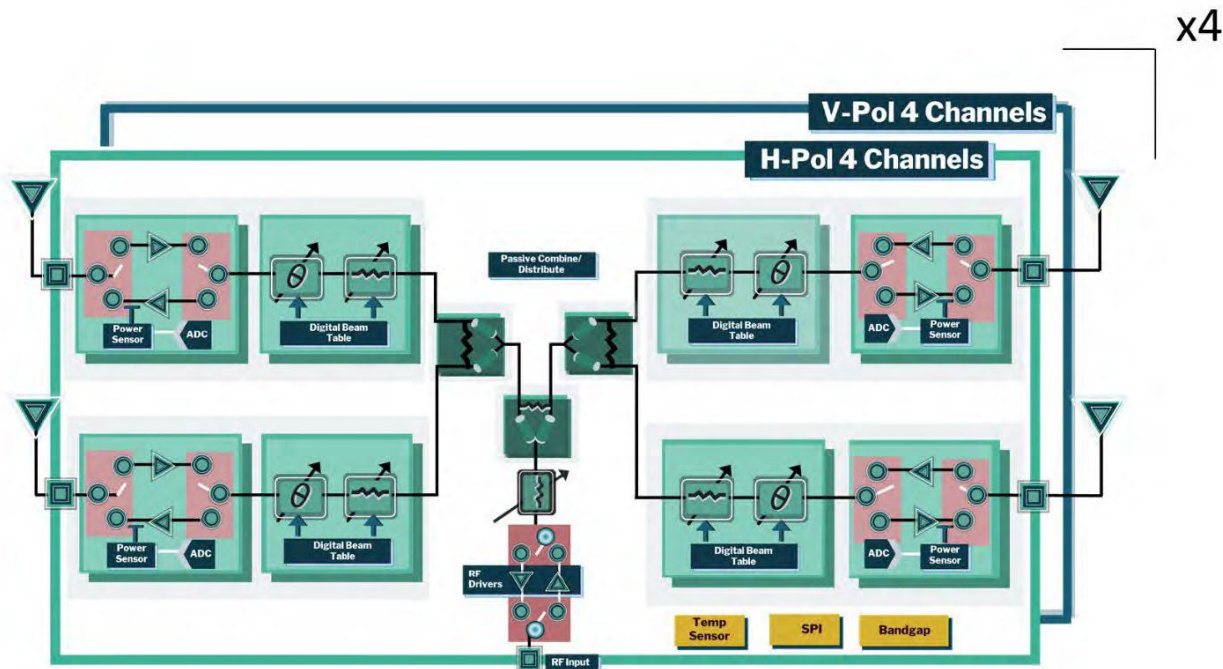 x4
V-Pol 4 Channels
H-Pol 4 Channels
Passive Combine/
Distribute
θ
θ
Power
Sensor
ADC
Digital Beam
Table
Digital Beam
Table
ADC
Power
Sensor
θ
θ
Power
Sensor
ADC
Digital Beam
Table
Digital Beam
Table
ADC
Power
Sensor
RF
Drivers
Temp
Sensor
SPI
Bandgap
RF Input